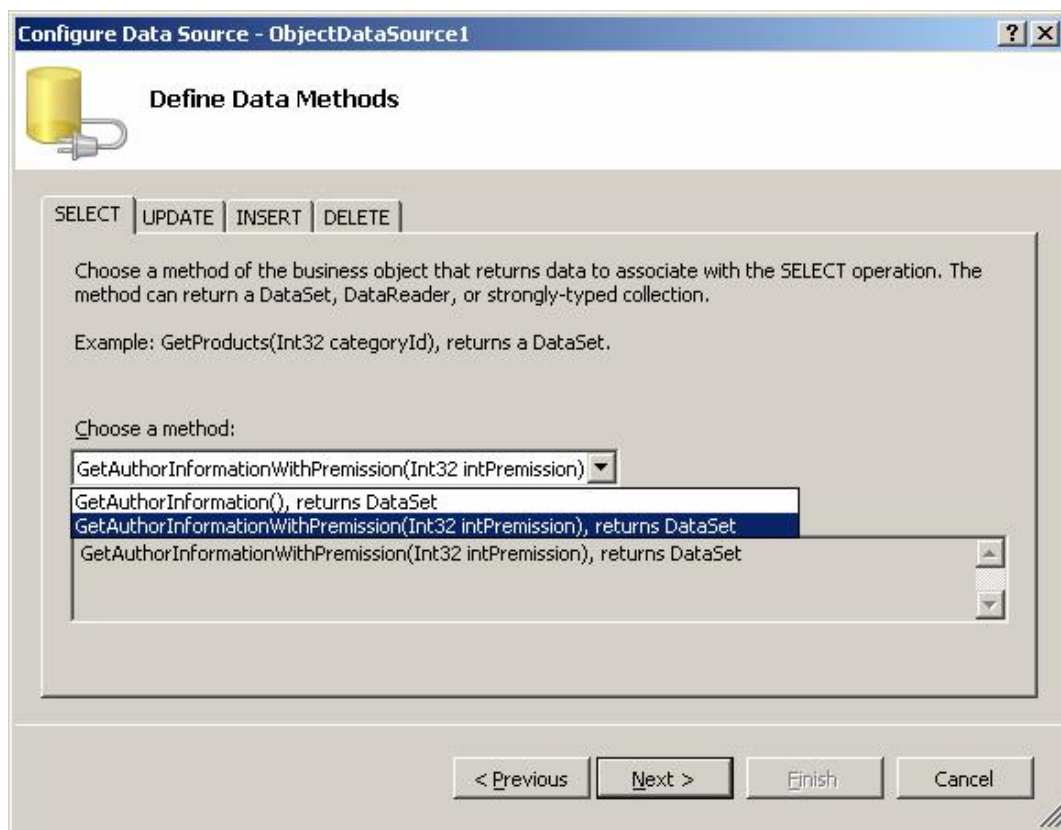 Configure Data Source - ObjectDataSource1
Define Data Methods
SELECT UPDATE INSERT DELETE
Choose a method of the business object that returns data to associate with the SELECT operation. The
method can return a DataSet, DataReader, or strongly-typed collection.
Example: GetProducts(Int32 categoryId), returns a DataSet.
Choose a method:
GetAuthorInformationWithPremission(Int32 intPremission)
GetAuthorInformation(), returns DataSet
GetAuthorInformationWithPremission(Int32 intPremission), returns DataSet
GetAuthorInformationWithPremission(Int32 intPremission), returns DataSet
< Previous Next > Finish Cancel